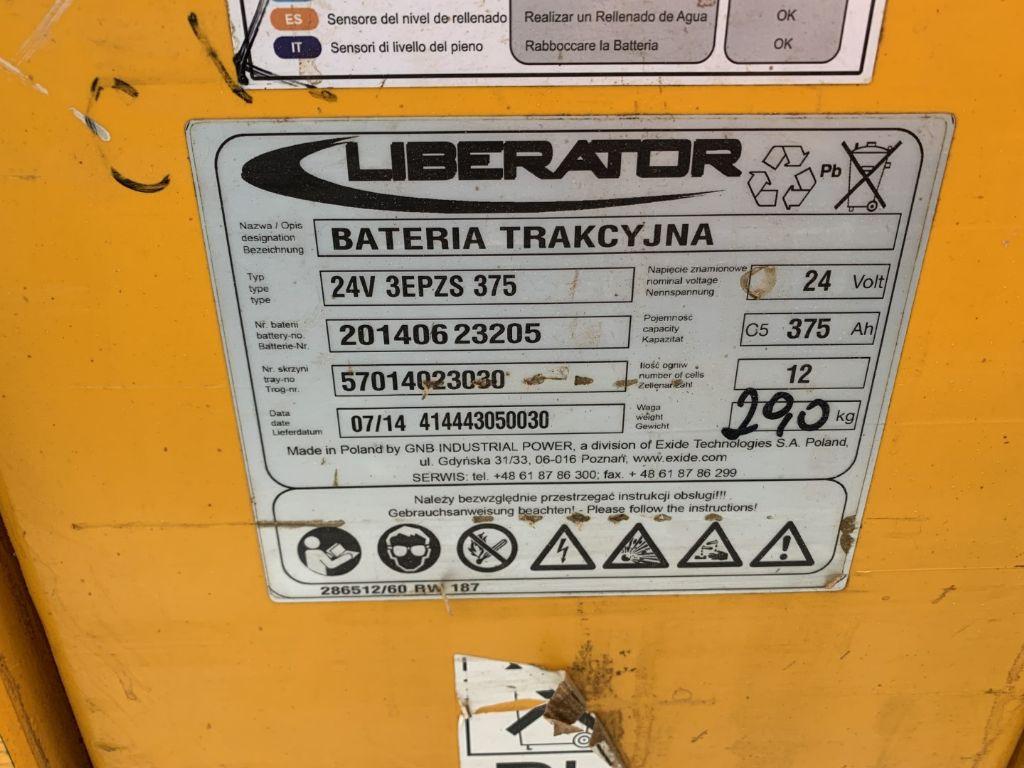 ES Sensore del nivel de rellenado Realizar un Rellenado de Agua OK
IT Sensori di livello del pieno Rabboccare la Batteria OK
LIBERATOR
Pb
Nazwa / Opis
designation
Bezeichnung
BATERIA TRAKCYJNA
Typ
type
type
24V 3EPZS 375
Napięcie znamionowe
nominal voltage
Nennspannung
24 Volt
Nr. baterii
battery-no.
Batterie-Nr.
20140623205
Pojemność
capacity
Kapazitat
C5 375 Ah
Nr. skrzyni
tray-no
Trog-nr.
57014023030
Ilość ogniw
number of cells
Zellenanzahl
12
Data
date
Lieferdatum
07/14 414443050030
Waga
weight
Gewicht
290 kg
Made in Poland by GNB INDUSTRIAL POWER, a division of Exide Technologies S.A. Poland,
ul. Gdyńska 31/33, 06-016 Poznań, www.exide.com
SERWIS: tel. +48 61 87 86 300; fax. + 48 61 87 86 299
Należy bezwzględnie przestrzegać instrukcji obsługi!!!
Gebrauchsanweisung beachten! - Please follow the instructions!
286512/60 RW 187